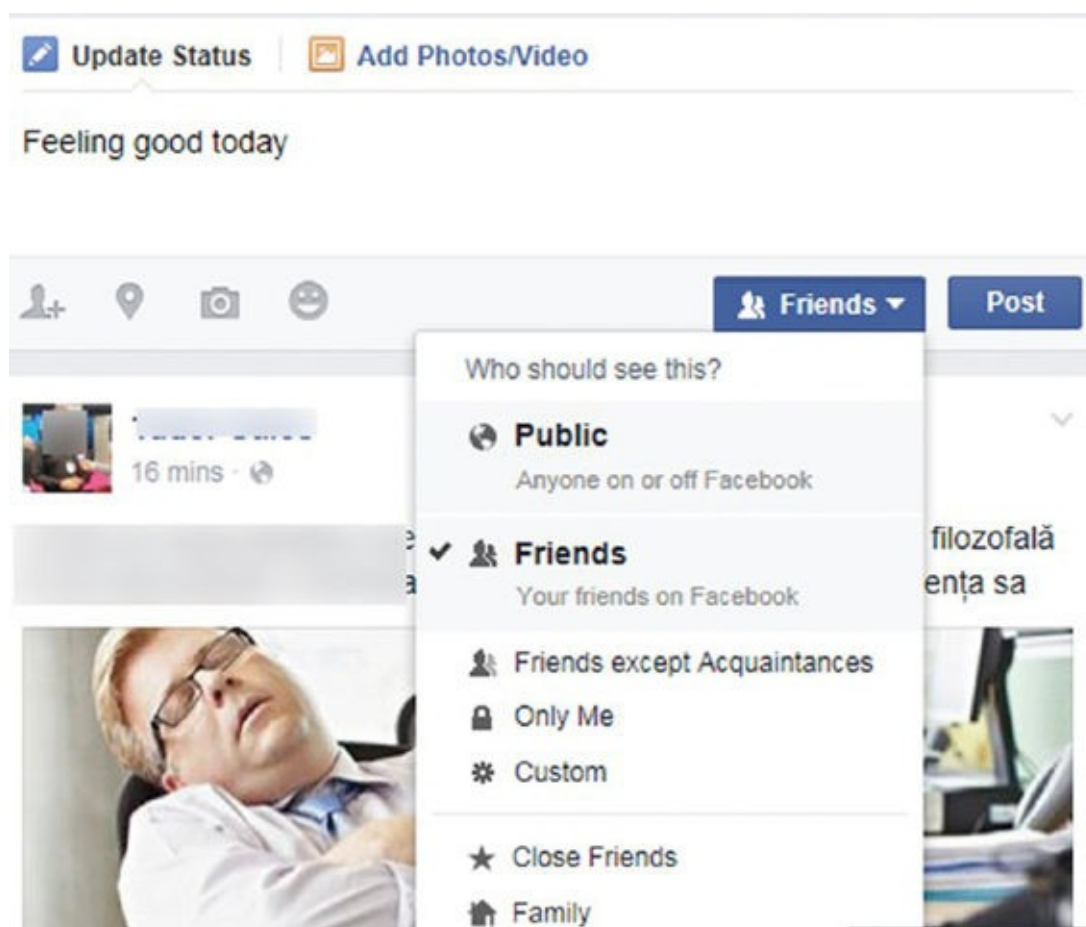 Update Status
Add Photos/Video
Feeling good today
Friends
Post
Who should see this?
Public
Anyone on or off Facebook
16 mins
Friends
Your friends on Facebook
filozofală
ența sa
Friends except Acquaintances
Only Me
Custom
Close Friends
Family